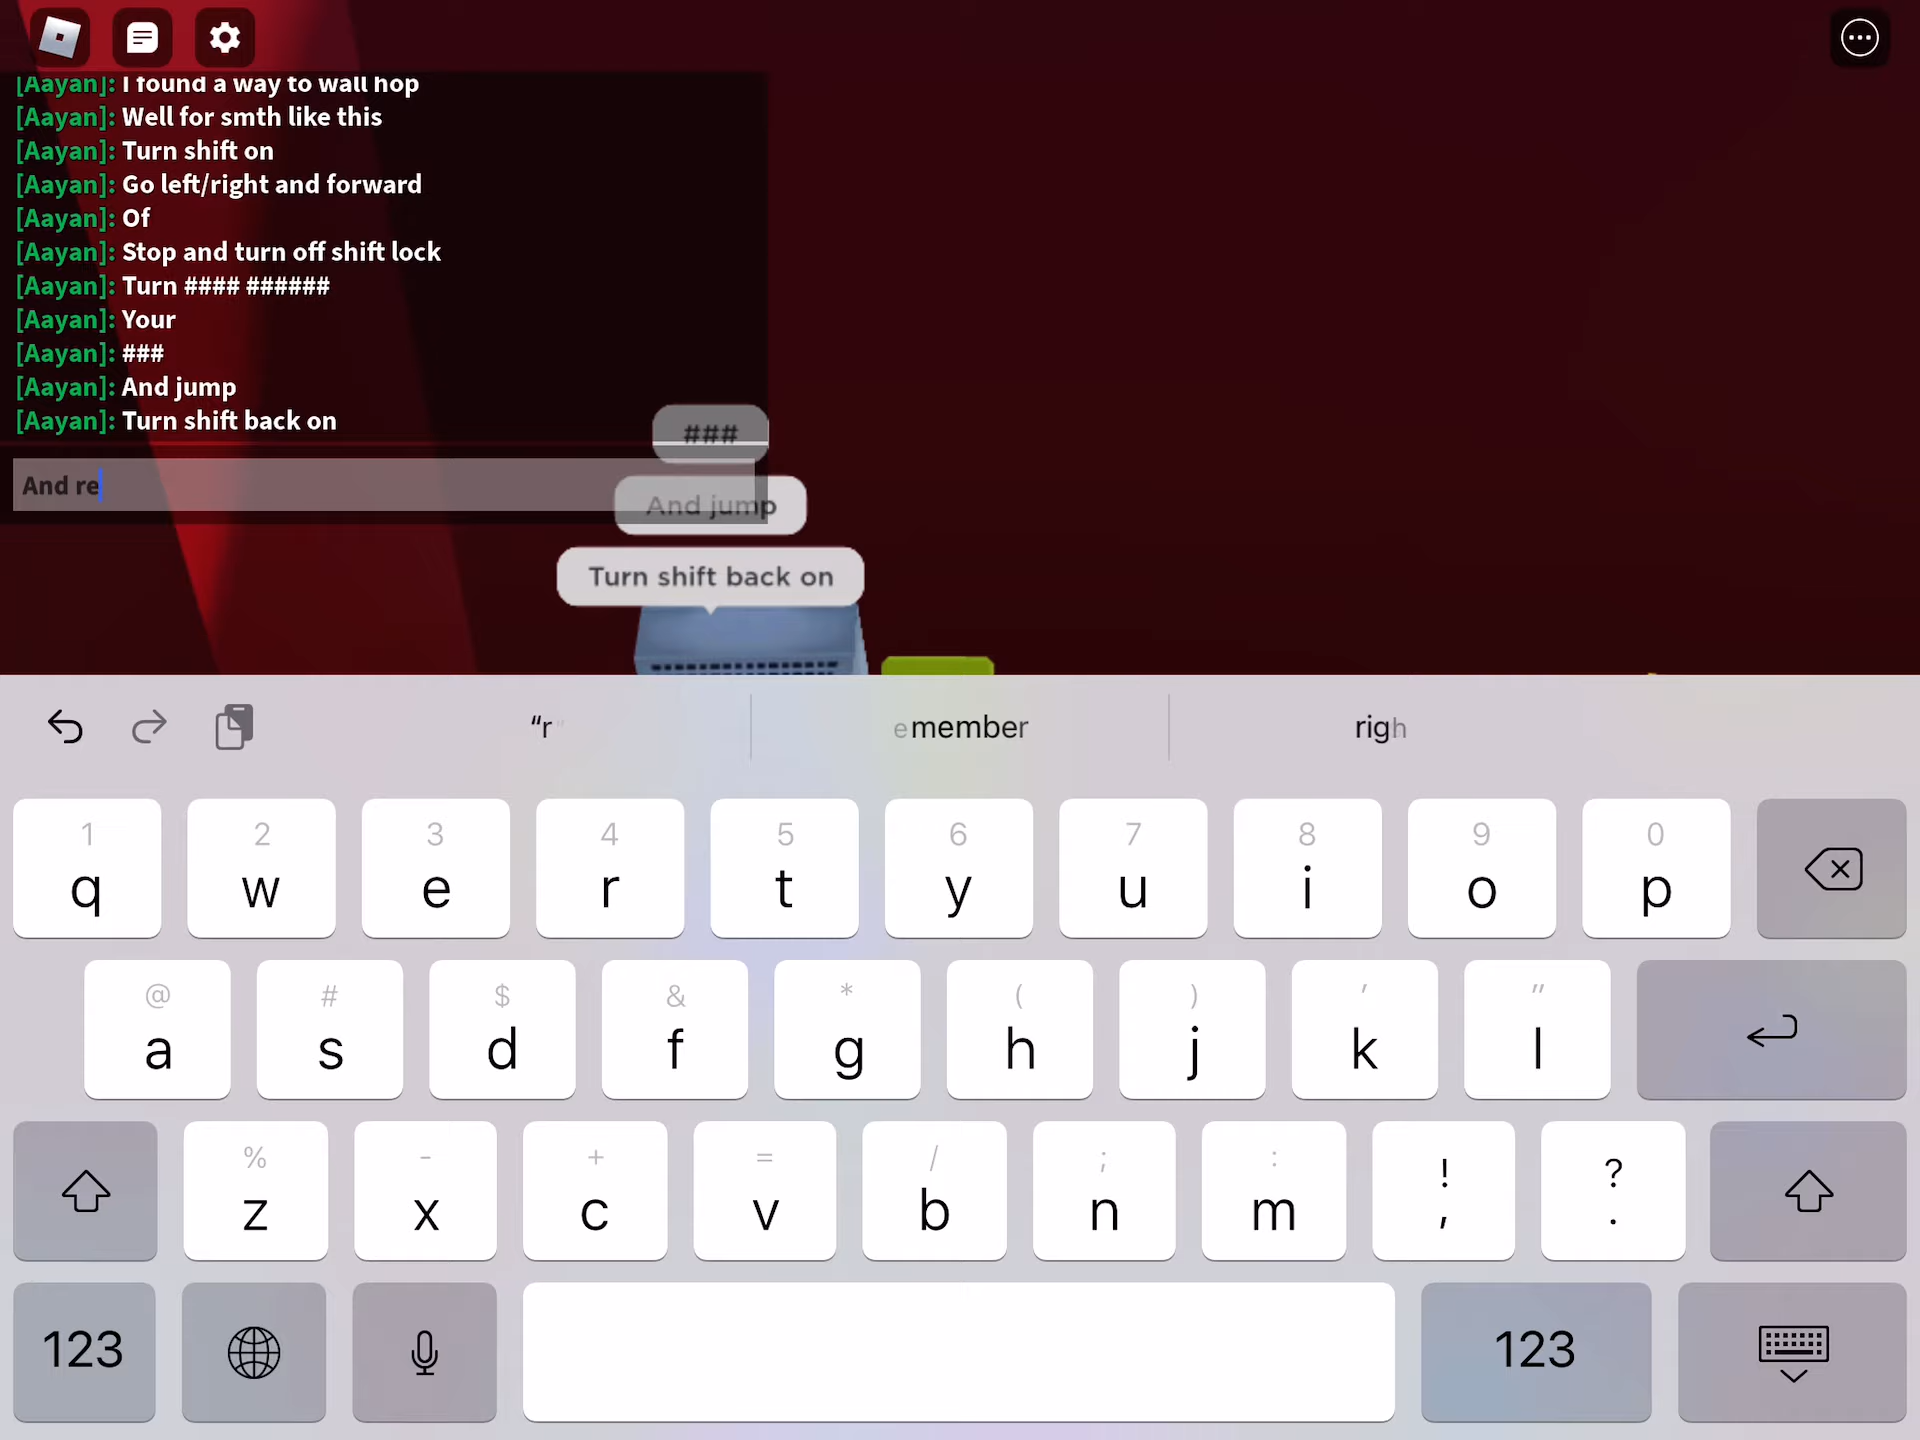 [Aayan]: I found a way to wall hop
[Aayan]: Well for smth like this
[Aayan]: Turn shift on
[Aayan]: Go left/right and forward
[Aayan]: Of
[Aayan]: Stop and turn off shift lock
[Aayan]: Turn #### ######
[Aayan]: Your
[Aayan]: ###
[Aayan]: And jump
[Aayan]: Turn shift back on
###
And re
And jump
Turn shift back on
"r" emember righ
1 2 3 4 5 6 7 8 9 0
q w e r t y u i o p
@ # $ & * ( ) ' "
a s d f g h j k l
% - + = / ; : ! ?
z x c v b n m , .
123 123